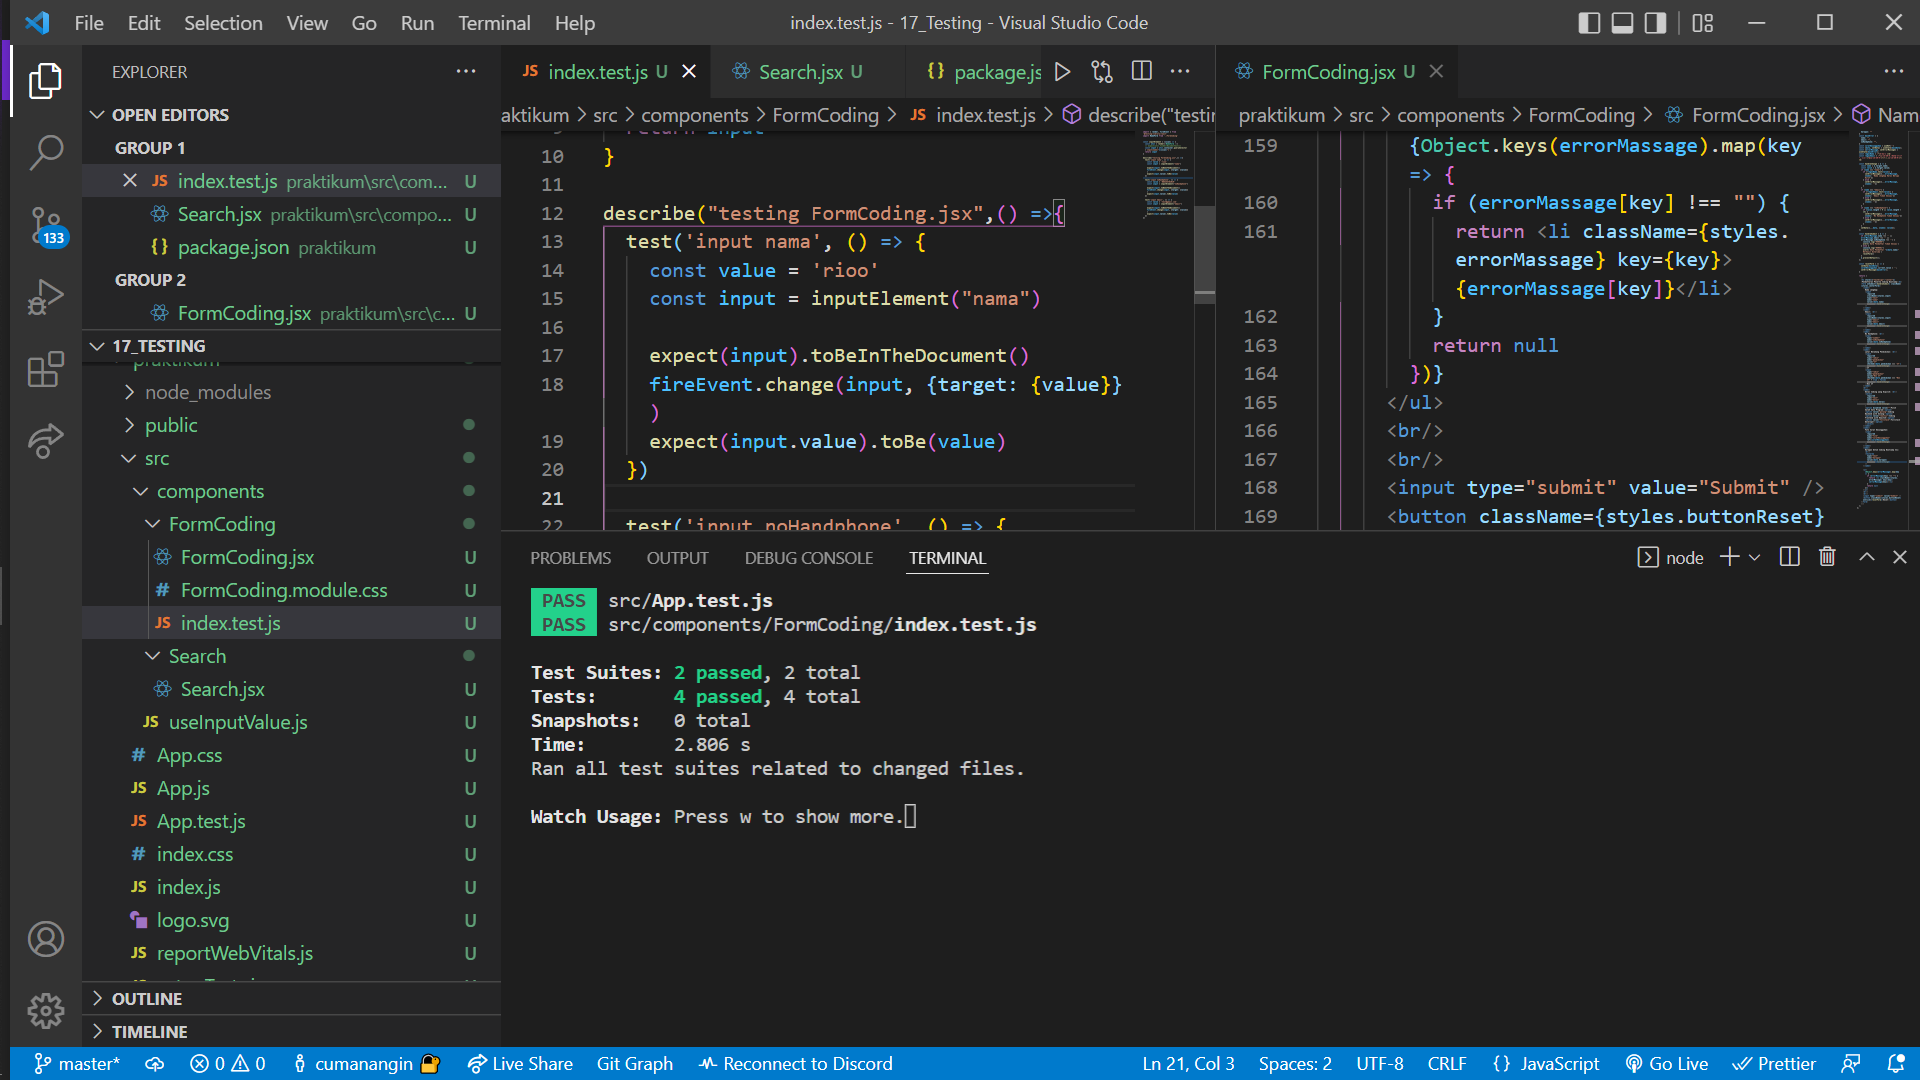 File Edit Selection View Go Run Terminal Help
index.test.js - 17_Testing - Visual Studio Code
EXPLORER
OPEN EDITORS
GROUP 1
JS index.test.js praktikum\src\com... U
Search.jsx praktikum\src\compo... U
{} package.json praktikum U
GROUP 2
FormCoding.jsx praktikum\src\c... U
17_TESTING
praktikum
node_modules
public
src
components
FormCoding
FormCoding.jsx U
# FormCoding.module.css U
JS index.test.js U
Search
Search.jsx U
JS useInputValue.js U
# App.css U
JS App.js U
JS App.test.js U
# index.css U
JS index.js U
logo.svg U
JS reportWebVitals.js U
OUTLINE
TIMELINE
133
JS index.test.js U
Search.jsx U
{} package.js
aktikum > src > components > FormCoding > JS index.test.js > describe("testin
9 return input
10 }
11
12 describe("testing FormCoding.jsx",() =>{
13 test('input nama', () => {
14 const value = 'rioo'
15 const input = inputElement("nama")
16
17 expect(input).toBeInTheDocument()
18 fireEvent.change(input, {target: {value}}
)
19 expect(input.value).toBe(value)
20 })
21
22 test('input noHandphone', () => {
FormCoding.jsx U
praktikum > src > components > FormCoding > FormCoding.jsx > Nam
159 {Object.keys(errorMassage).map(key
=> {
160 if (errorMassage[key] !== "") {
161 return <li className={styles.
errorMassage} key={key}>
{errorMassage[key]}</li>
162 }
163 return null
164 })}
165 </ul>
166 <br/>
167 <br/>
168 <input type="submit" value="Submit" />
169 <button className={styles.buttonReset}
PROBLEMS OUTPUT DEBUG CONSOLE TERMINAL
node
PASS src/App.test.js
PASS src/components/FormCoding/index.test.js
Test Suites: 2 passed, 2 total
Tests: 4 passed, 4 total
Snapshots: 0 total
Time: 2.806 s
Ran all test suites related to changed files.
Watch Usage: Press w to show more.
master* 0 0 cumanangin Live Share Git Graph Reconnect to Discord Ln 21, Col 3 Spaces: 2 UTF-8 CRLF {} JavaScript Go Live Prettier